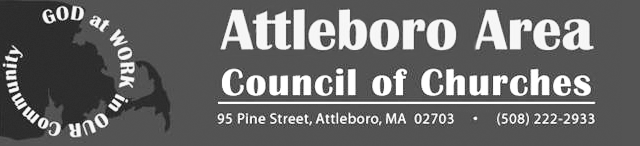 GOD at WORK in OUR Community
Attleboro Area
Council of Churches
95 Pine Street, Attleboro, MA 02703 • (508) 222-2933